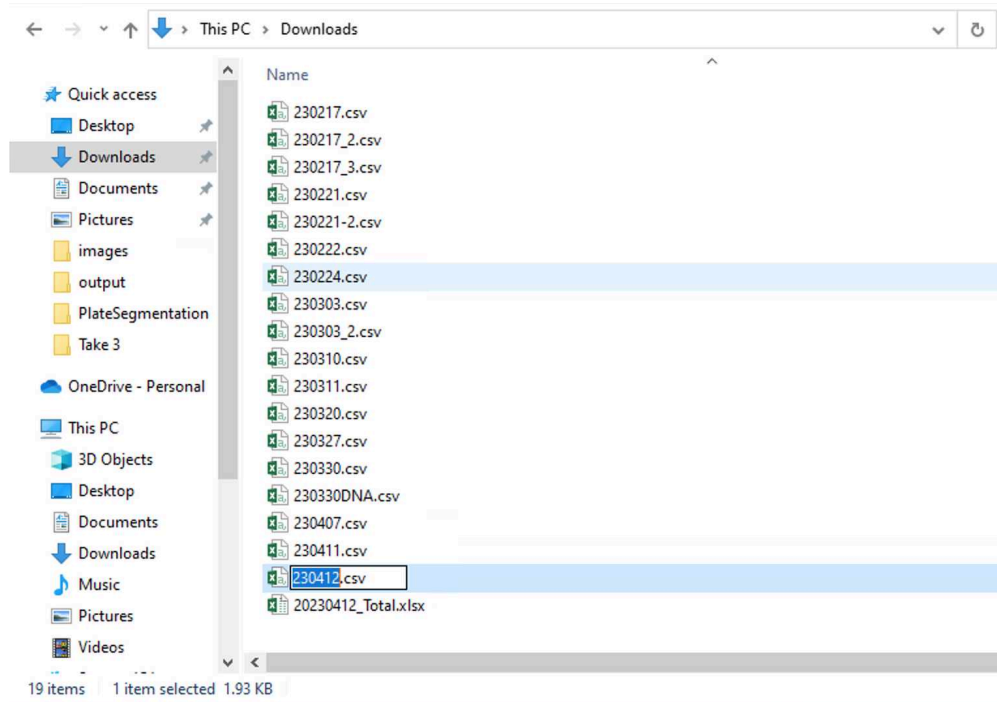 This PC > Downloads
Name
Quick access
Desktop
Downloads
Documents
Pictures
images
output
PlateSegmentation
Take 3
OneDrive - Personal
This PC
3D Objects
Desktop
Documents
Downloads
Music
Pictures
Videos
230217.csv
230217_2.csv
230217_3.csv
230221.csv
230221-2.csv
230222.csv
230224.csv
230303.csv
230303_2.csv
230310.csv
230311.csv
230320.csv
230327.csv
230330.csv
230330DNA.csv
230407.csv
230411.csv
230412.csv
20230412_Total.xlsx
19 items 1 item selected 1.93 KB